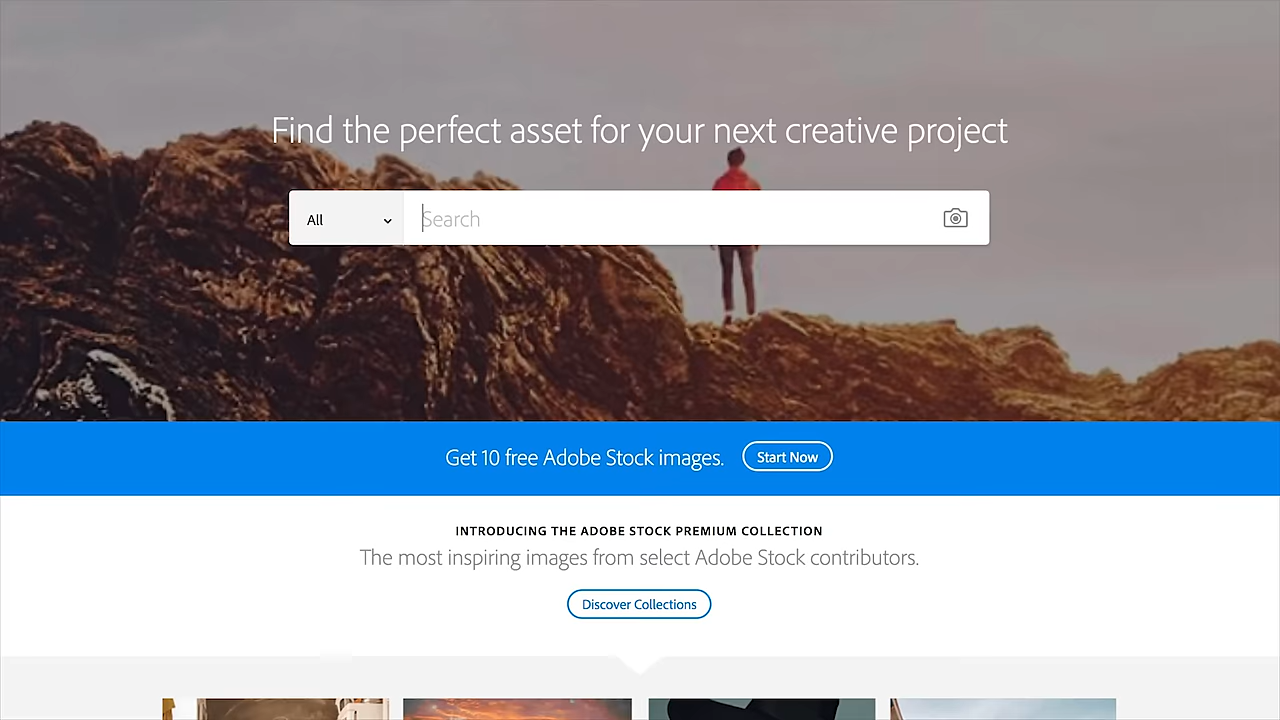 Find the perfect asset for your next creative project
All
Search
Get 10 free Adobe Stock images.
Start Now
INTRODUCING THE ADOBE STOCK PREMIUM COLLECTION
The most inspiring images from select Adobe Stock contributors.
Discover Collections